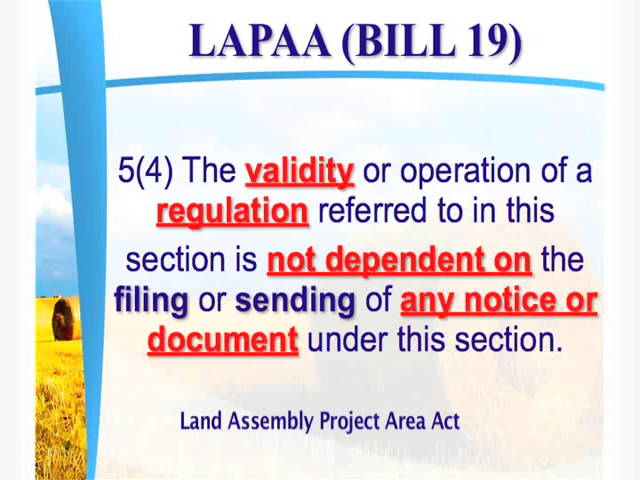 LAPAA (BILL 19)
5(4) The validity or operation of a
regulation referred to in this
section is not dependent on the
filing or sending of any notice or
document under this section.
Land Assembly Project Area Act